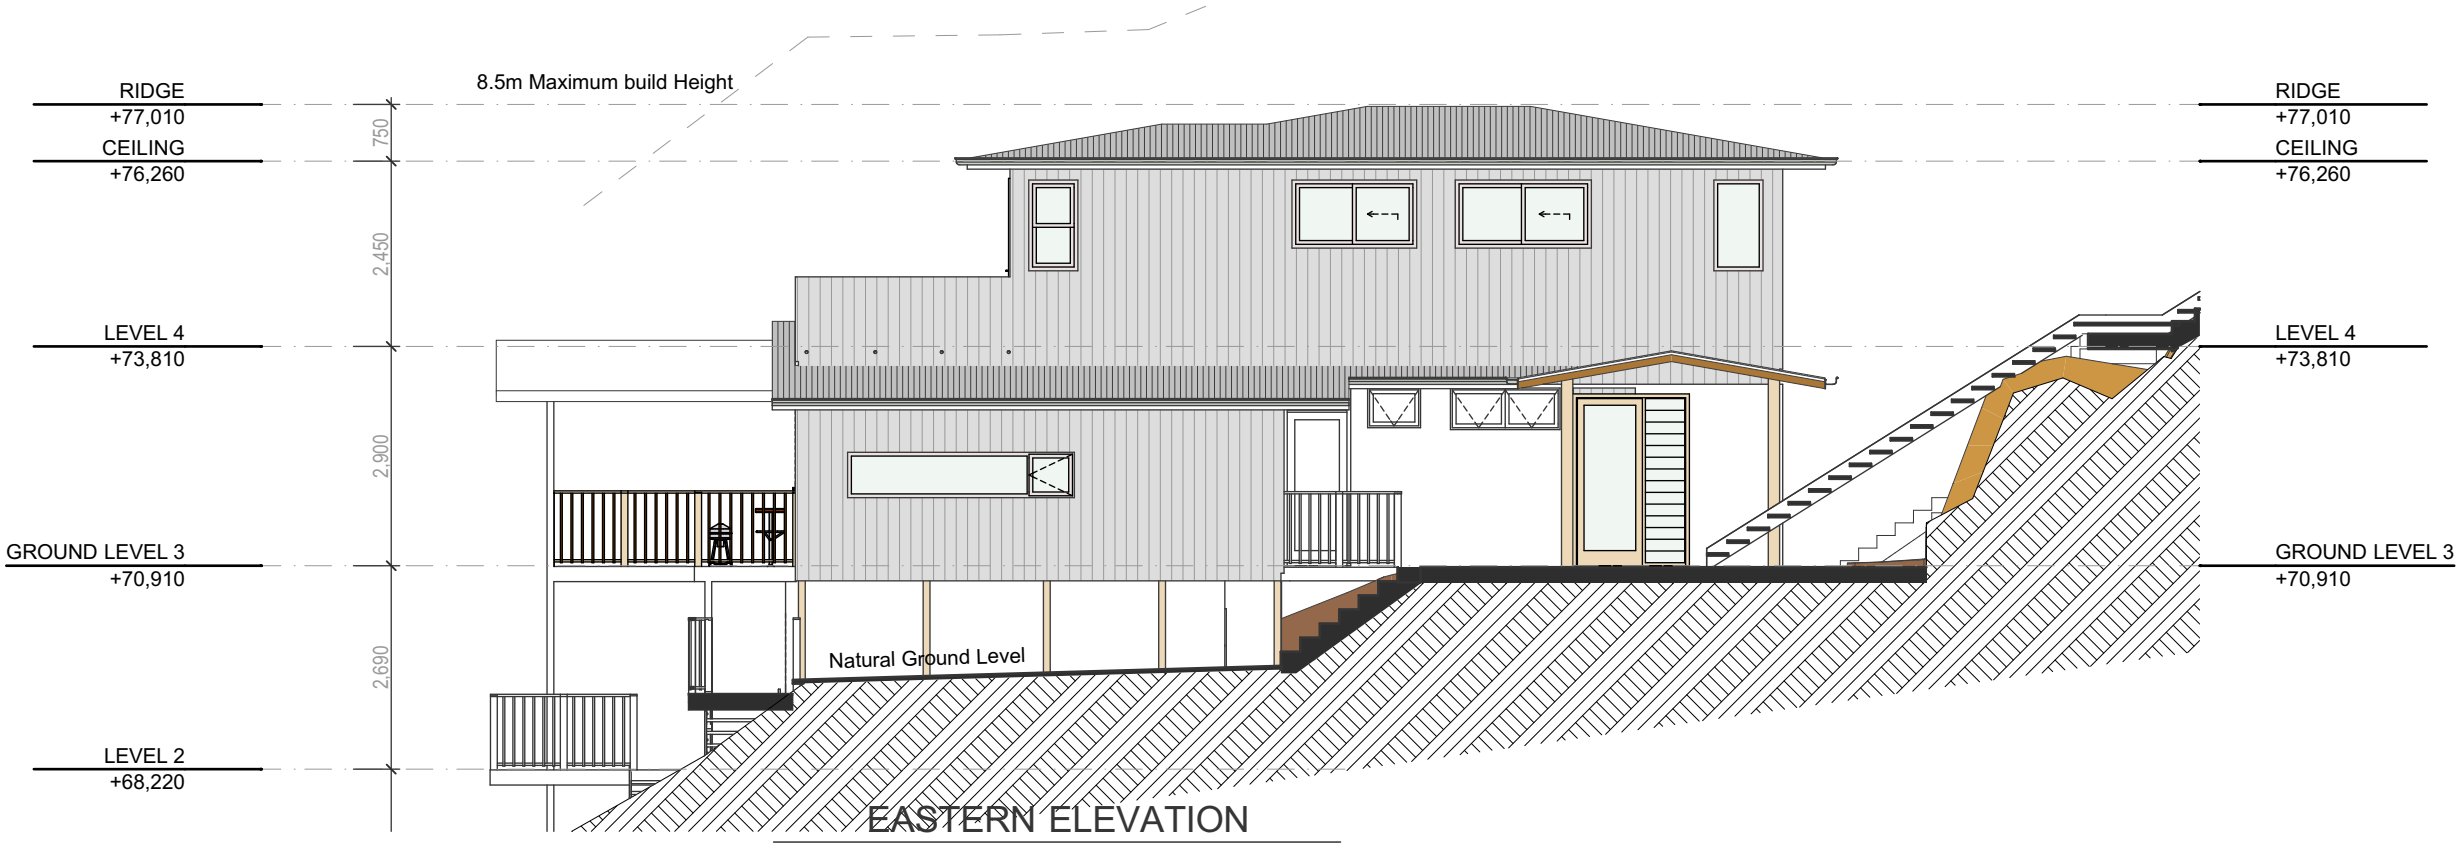 8.5m Maximum build Height
RIDGE
+77,010
CEILING
+76,260
LEVEL 4
+73,810
GROUND LEVEL 3
+70,910
LEVEL 2
+68,220
750
2,450
2,900
2,690
Natural Ground Level
RIDGE
+77,010
CEILING
+76,260
LEVEL 4
+73,810
GROUND LEVEL 3
+70,910
EASTERN ELEVATION